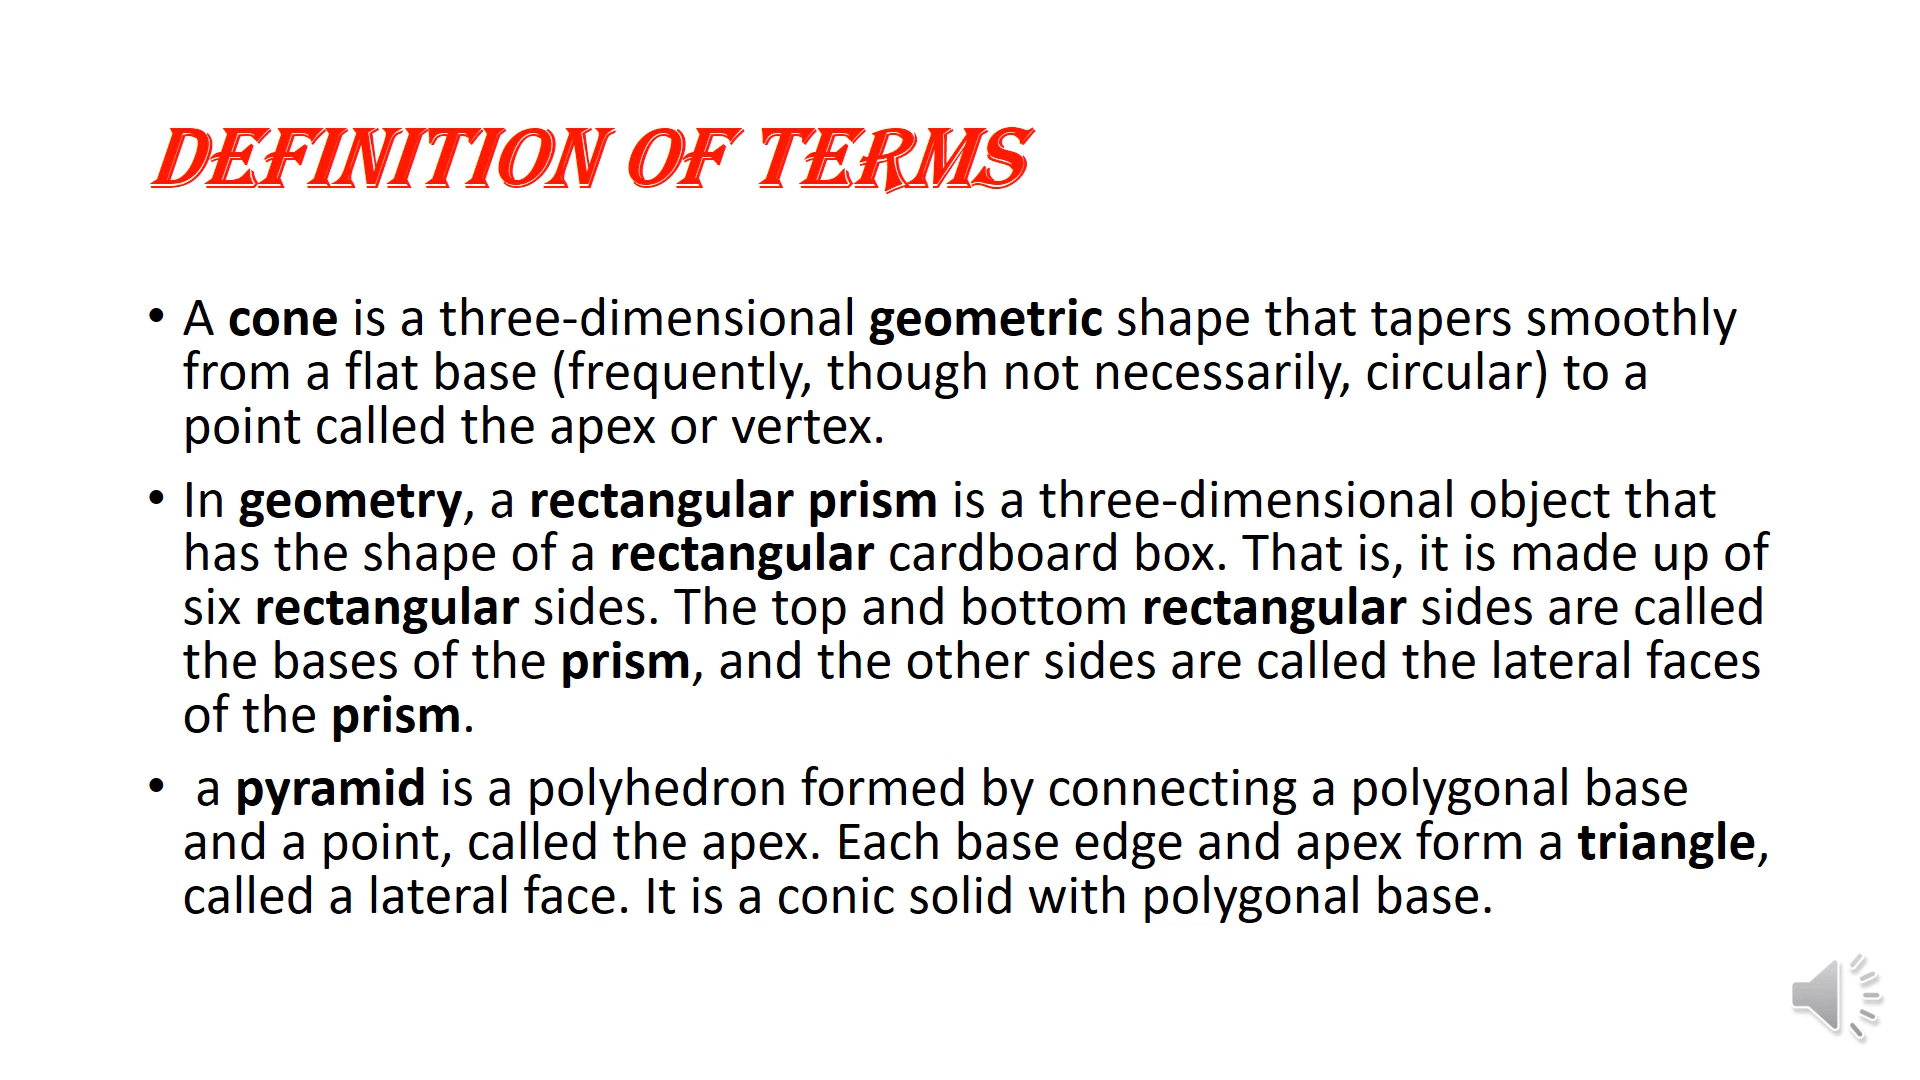 DEFINITION OF TERMS
• A cone is a three-dimensional geometric shape that tapers smoothly
from a flat base (frequently, though not necessarily, circular) to a
point called the apex or vertex.
• In geometry, a rectangular prism is a three-dimensional object that
has the shape of a rectangular cardboard box. That is, it is made up of
six rectangular sides. The top and bottom rectangular sides are called
the bases of the prism, and the other sides are called the lateral faces
of the prism.
• a pyramid is a polyhedron formed by connecting a polygonal base
and a point, called the apex. Each base edge and apex form a triangle,
called a lateral face. It is a conic solid with polygonal base.